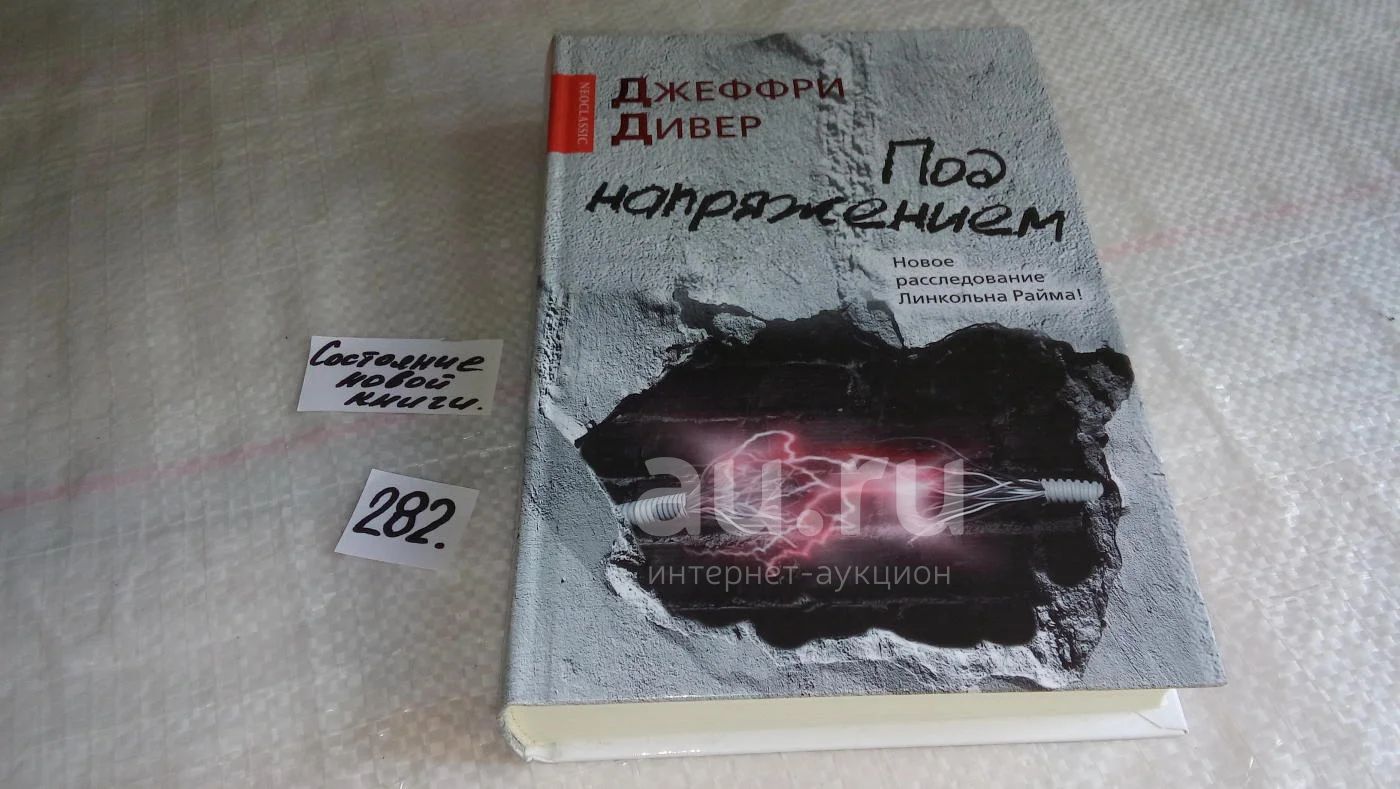 NEOCLASSIC
ДЖЕФФРИ
ДИВЕР
Под
напряжением
Новое
расследование
Линкольна Райма!
Состояние
новой
книги.
282.
au.ru
интернет-аукцион